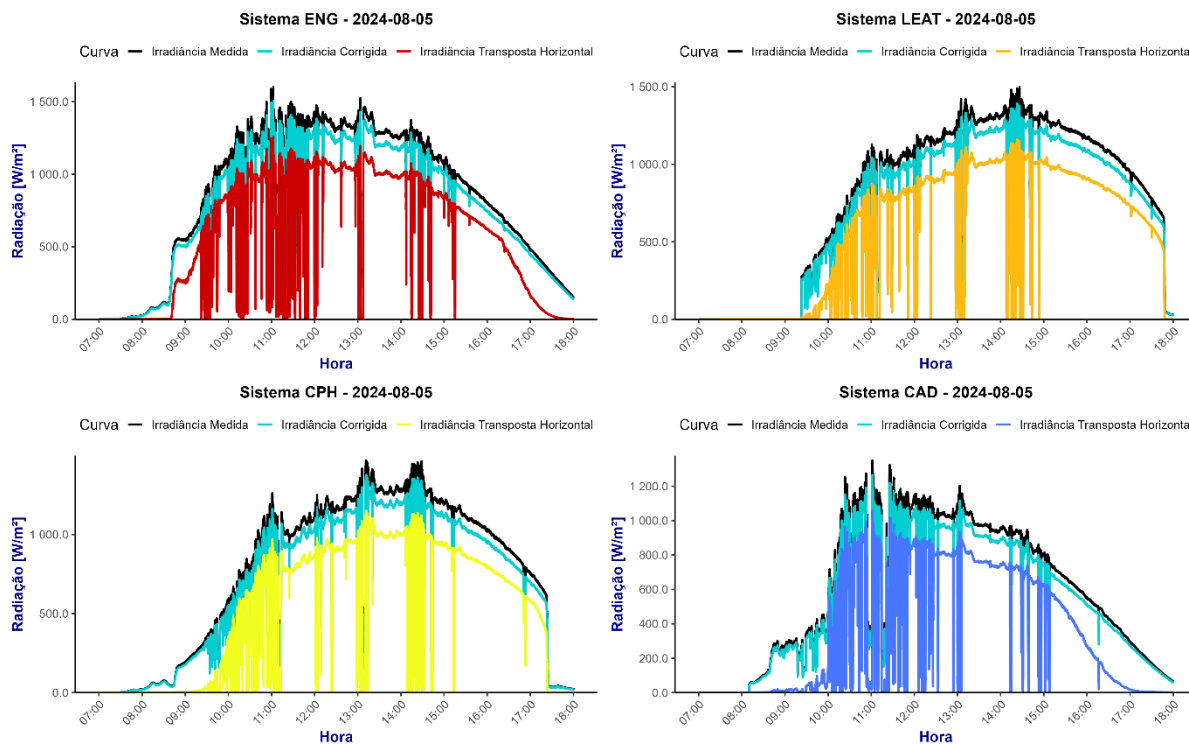 Sistema ENG - 2024-08-05
Curva Irradiância Medida Irradiância Corrigida Irradiância Transposta Horizontal
Radiação [W/m²]
1 500.0
1 000.0
500.0
0.0
07:00 08:00 09:00 10:00 11:00 12:00 13:00 14:00 15:00 16:00 17:00 18:00
Hora
Sistema LEAT - 2024-08-05
Curva Irradiância Medida Irradiância Corrigida Irradiância Transposta Horizontal
Radiação [W/m²]
1 500.0
1 000.0
500.0
0.0
07:00 08:00 09:00 10:00 11:00 12:00 13:00 14:00 15:00 16:00 17:00 18:00
Hora
Sistema CPH - 2024-08-05
Curva Irradiância Medida Irradiância Corrigida Irradiância Transposta Horizontal
Radiação [W/m²]
1 000.0
500.0
0.0
07:00 08:00 09:00 10:00 11:00 12:00 13:00 14:00 15:00 16:00 17:00 18:00
Hora
Sistema CAD - 2024-08-05
Curva Irradiância Medida Irradiância Corrigida Irradiância Transposta Horizonta
Radiação [W/m²]
1 200.0
1 000.0
800.0
600.0
400.0
200.0
0.0
07:00 08:00 09:00 10:00 11:00 12:00 13:00 14:00 15:00 16:00 17:00 18:00
Hora